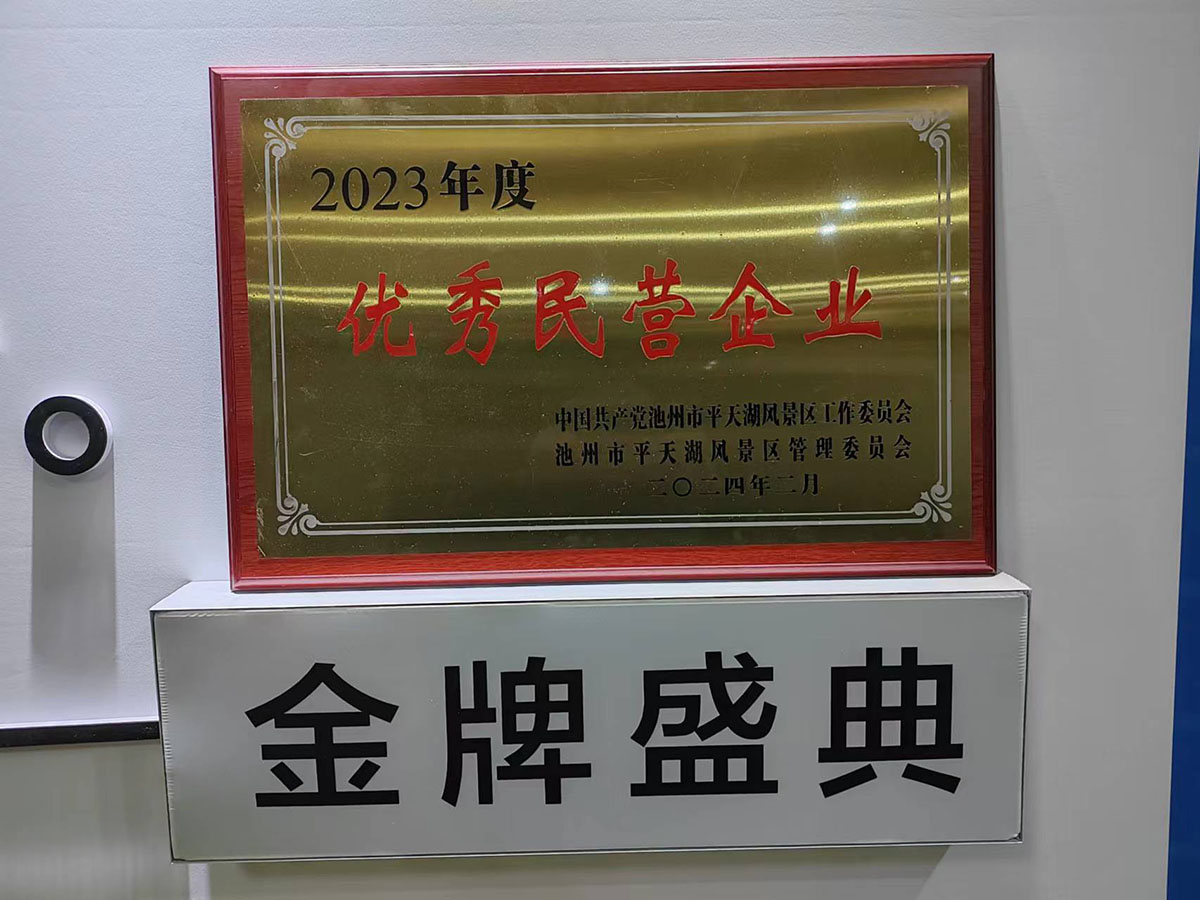 2023年度
优秀民营企业
中国共产党池州市平天湖风景区工作委员会
池州市平天湖风景区管理委员会
二〇二四年二月
金牌盛典